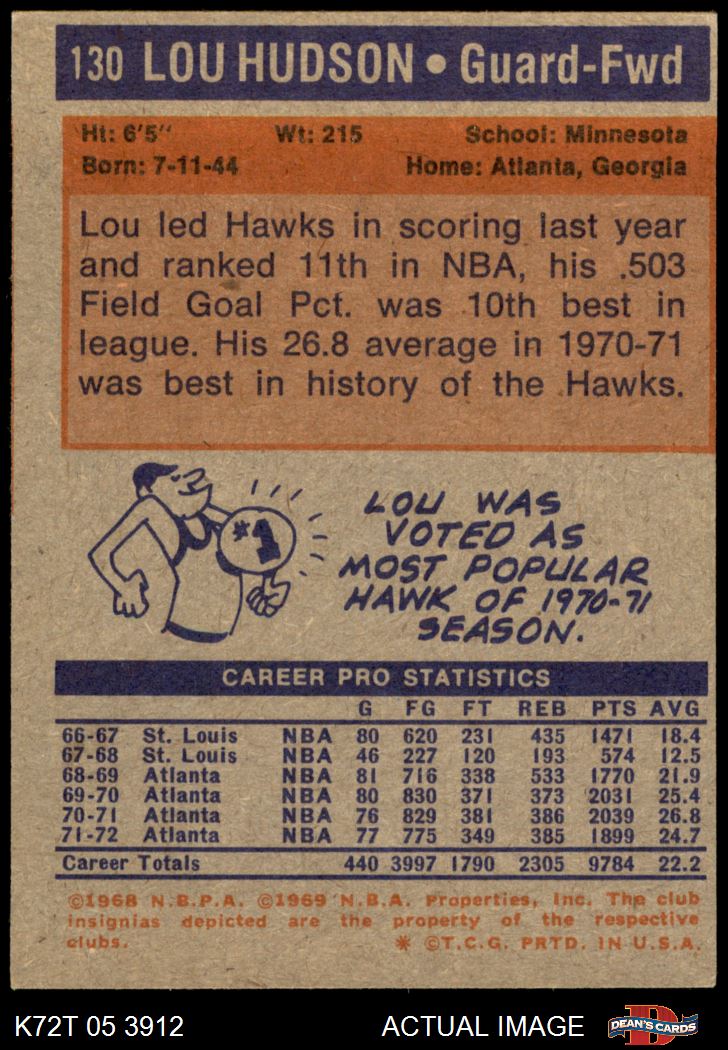 130 LOU HUDSON • Guard-Fwd
Ht: 6'5" Wt: 215 School: Minnesota
Born: 7-11-44 Home: Atlanta, Georgia
Lou led Hawks in scoring last year
and ranked 11th in NBA, his .503
Field Goal Pct. was 10th best in
league. His 26.8 average in 1970-71
was best in history of the Hawks.
#1
LOU WAS
VOTED AS
MOST POPULAR
HAWK OF 1970-71
SEASON.
CAREER PRO STATISTICS
G FG FT REB PTS AVG
66-67 St. Louis NBA 80 620 231 435 1471 18.4
67-68 St. Louis NBA 46 227 120 193 574 12.5
68-69 Atlanta NBA 81 716 338 533 1770 21.9
69-70 Atlanta NBA 80 830 371 373 2031 25.4
70-71 Atlanta NBA 76 829 381 386 2039 26.8
71-72 Atlanta NBA 77 775 349 385 1899 24.7
Career Totals 440 3997 1790 2305 9784 22.2
©1968 N.B.P.A. ©1969 N.B.A. Properties, Inc. The club
insignias depicted are the property of the respective
clubs. * ©T.C.G. PRTD. IN U.S.A.
K72T 05 3912 ACTUAL IMAGE DEAN'S CARDS